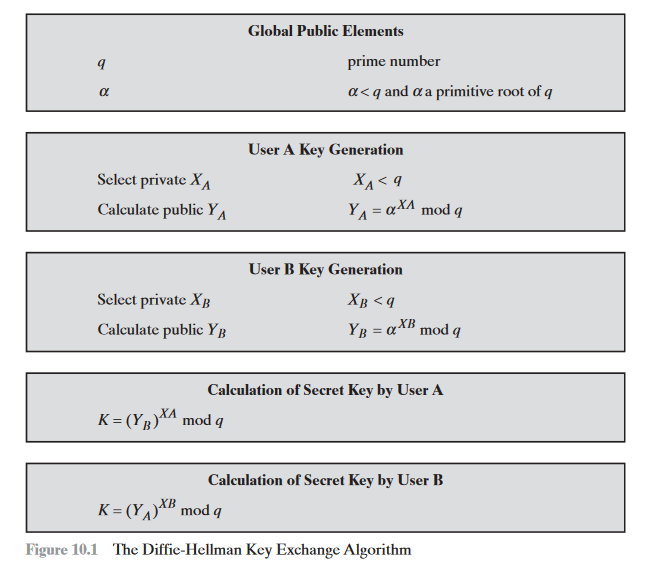 Global Public Elements
q prime number
α α < q and α a primitive root of q
User A Key Generation
Select private X_A X_A < q
Calculate public Y_A Y_A = α^XA mod q
User B Key Generation
Select private X_B X_B < q
Calculate public Y_B Y_B = α^XB mod q
Calculation of Secret Key by User A
K = (Y_B)^XA mod q
Calculation of Secret Key by User B
K = (Y_A)^XB mod q
Figure 10.1 The Diffie-Hellman Key Exchange Algorithm